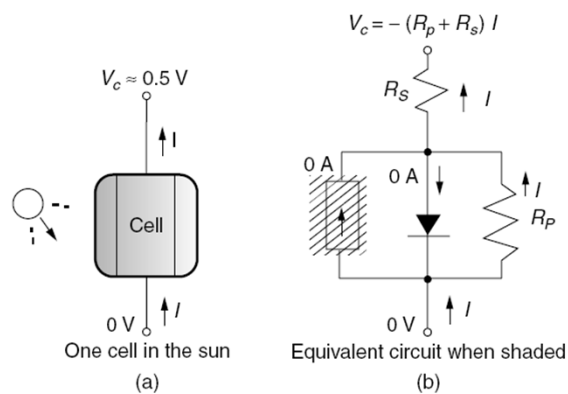 V_c ≈ 0.5 V
I
Cell
I
0 V
One cell in the sun
(a)
V_c = – (R_p + R_s) I
R_S
I
0 A
0 A
I
R_P
I
0 V
Equivalent circuit when shaded
(b)